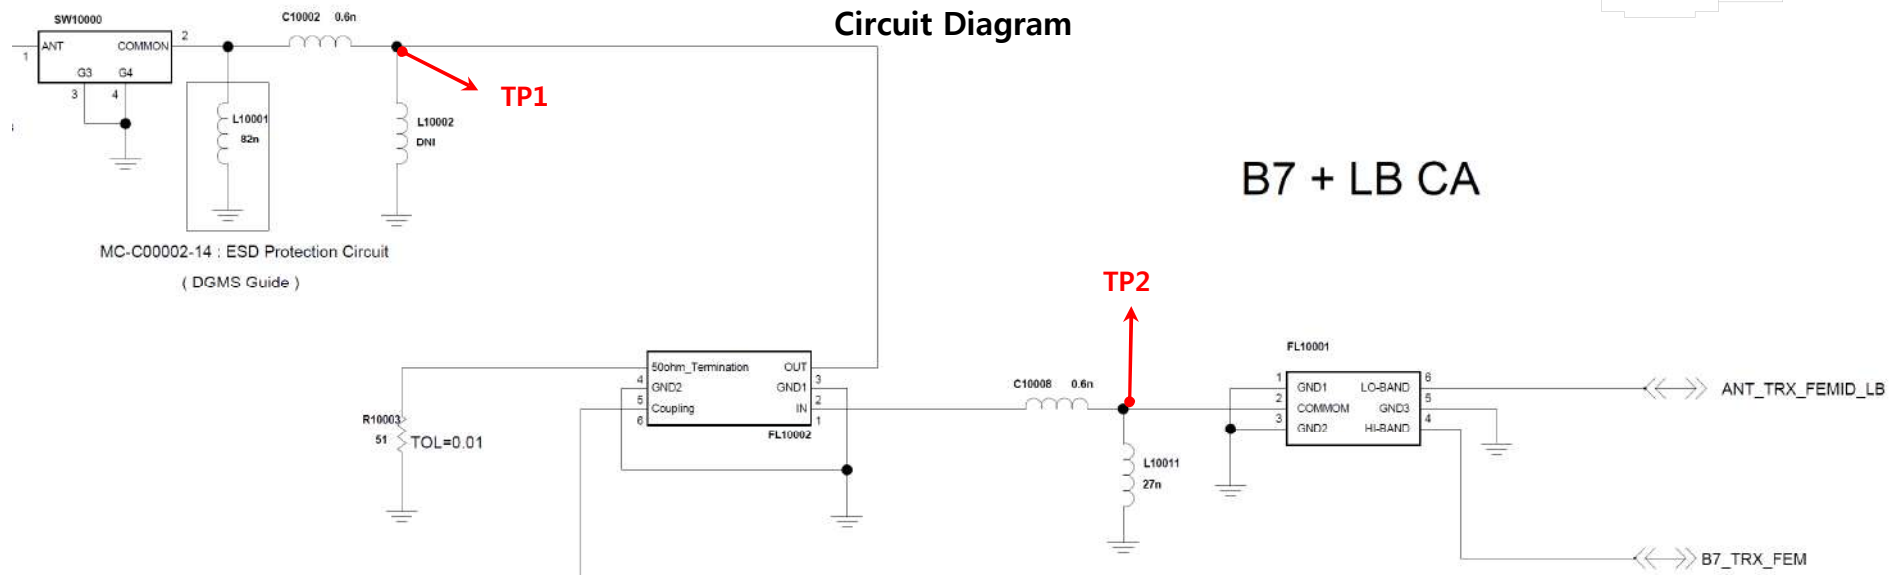 Circuit Diagram
SW10000
C10002 0.6n
ANT
COMMON
2
1
G3 G4
3 4
TP1
L10001
82n
L10002
DNI
B7 + LB CA
MC-C00002-14 : ESD Protection Circuit
( DGMS Guide )
TP2
FL10001
50ohm_Termination
OUT
4
GND2
GND1
3
5
Coupling
IN
2
6
1
FL10002
R10003
51
TOL=0.01
C10008 0.6n
L10011
27n
1
GND1
LO-BAND
6
2
COMMOM
GND3
5
3
GND2
HI-BAND
4
ANT_TRX_FEMID_LB
B7_TRX_FEM